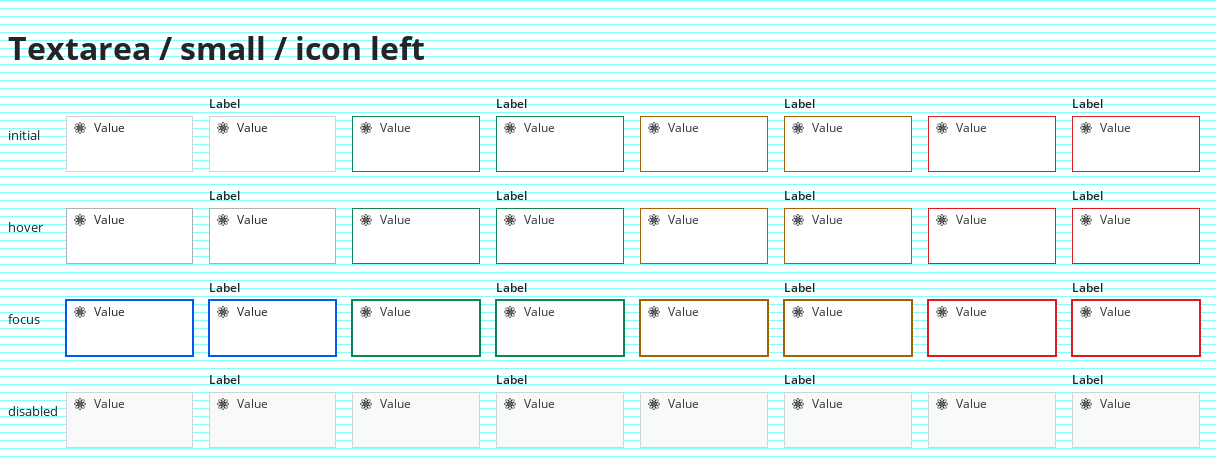 Textarea / small / icon left
Label Label Label Label
initial Value Value Value Value Value Value Value Value
Label Label Label Label
hover Value Value Value Value Value Value Value Value
Label Label Label Label
focus Value Value Value Value Value Value Value Value
Label Label Label Label
disabled Value Value Value Value Value Value Value Value